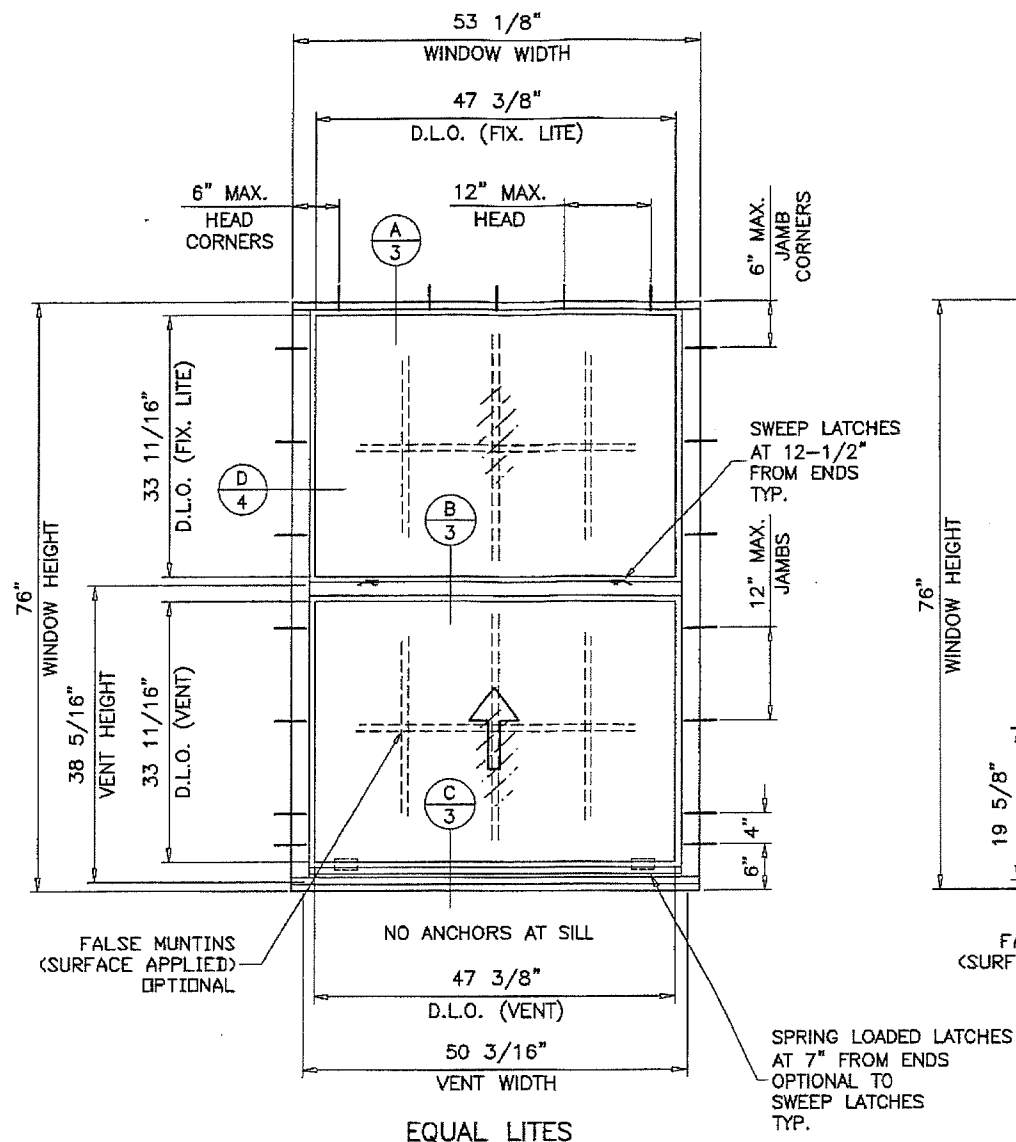 53 1/8"
WINDOW WIDTH
47 3/8"
D.L.O. (FIX. LITE)
6" MAX.
HEAD
CORNERS
12" MAX.
HEAD
6" MAX.
JAMB
CORNERS
A
3
33 11/16"
D.L.O. (FIX. LITE)
SWEEP LATCHES
AT 12-1/2"
FROM ENDS
TYP.
D
4
B
3
12" MAX.
JAMBS
76"
WINDOW HEIGHT
76"
WINDOW HEIGHT
38 5/16"
VENT HEIGHT
33 11/16"
D.L.O. (VENT)
C
3
4"
6"
19 5/8"
FALSE MUNTINS
(SURFACE APPLIED)
OPTIONAL
NO ANCHORS AT SILL
FA
(SURF
47 3/8"
D.L.O. (VENT)
50 3/16"
VENT WIDTH
SPRING LOADED LATCHES
AT 7" FROM ENDS
OPTIONAL TO
SWEEP LATCHES
TYP.
EQUAL LITES